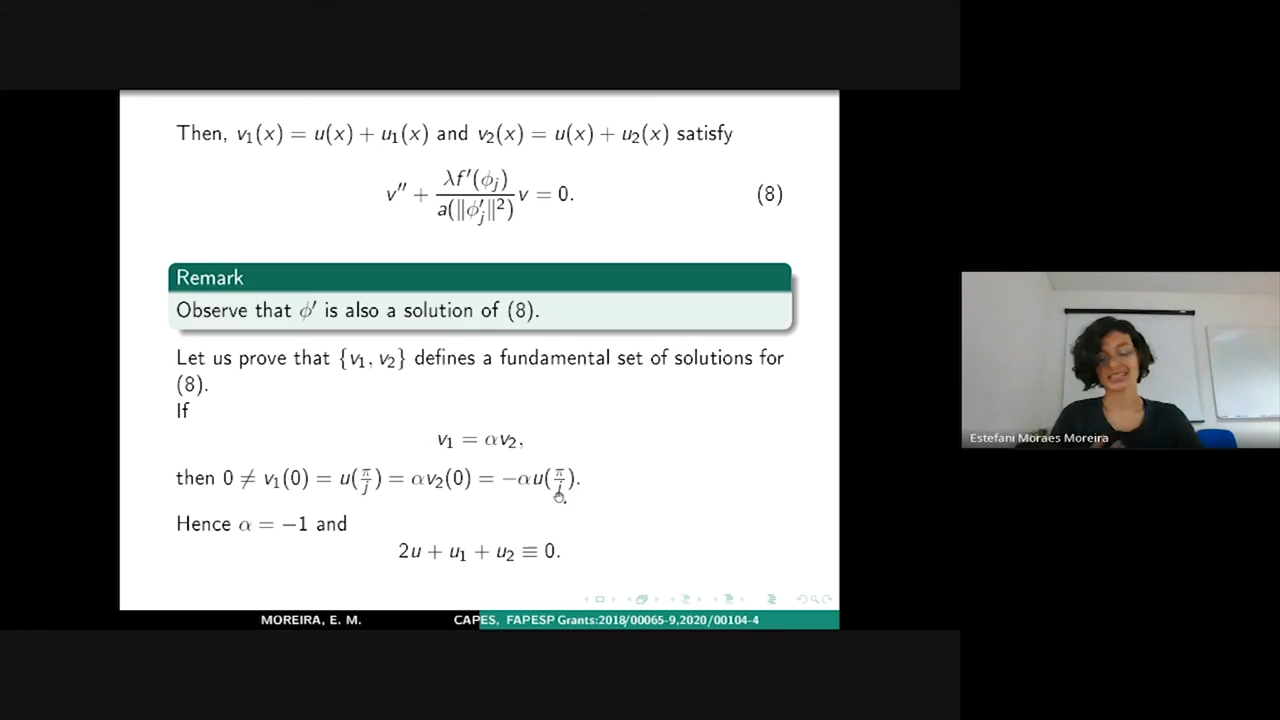 Then, v₁(x) = u(x) + u₁(x) and v₂(x) = u(x) + u₂(x) satisfy
v″ + λf′(ϕⱼ)/a(‖ϕ′ⱼ‖²) v = 0. (8)
Remark
Observe that ϕ′ is also a solution of (8).
Let us prove that {v₁, v₂} defines a fundamental set of solutions for
(8).
If
v₁ = αv₂,
then 0 ≠ v₁(0) = u(π/j) = αv₂(0) = −αu(π/j).
Hence α = −1 and
2u + u₁ + u₂ ≡ 0.
MOREIRA, E. M. CAPES, FAPESP Grants:2018/00065-9,2020/00104-4
Estefani Moraes Moreira